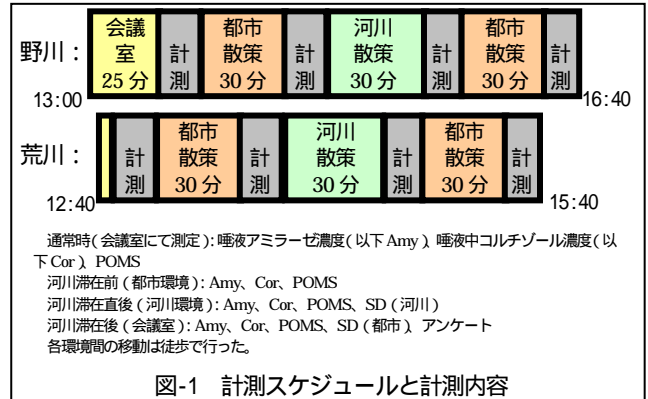 野川：
会議
室
25分
計
測
都市
散策
30分
計
測
河川
散策
30分
計
測
都市
散策
30分
計
測
13:00
16:40
荒川：
計
測
都市
散策
30分
計
測
河川
散策
30分
計
測
都市
散策
30分
計
測
12:40
15:40
通常時(会議室にて測定)：唾液アミラーゼ濃度(以下Amy)、唾液中コルチゾール濃度(以
下Cor)、POMS
河川滞在前(都市環境)：Amy、Cor、POMS
河川滞在直後(河川環境)：Amy、Cor、POMS、SD(河川)
河川滞在後(会議室)：Amy、Cor、POMS、SD(都市)、アンケート
各環境間の移動は徒歩で行った。
図-1　計測スケジュールと計測内容